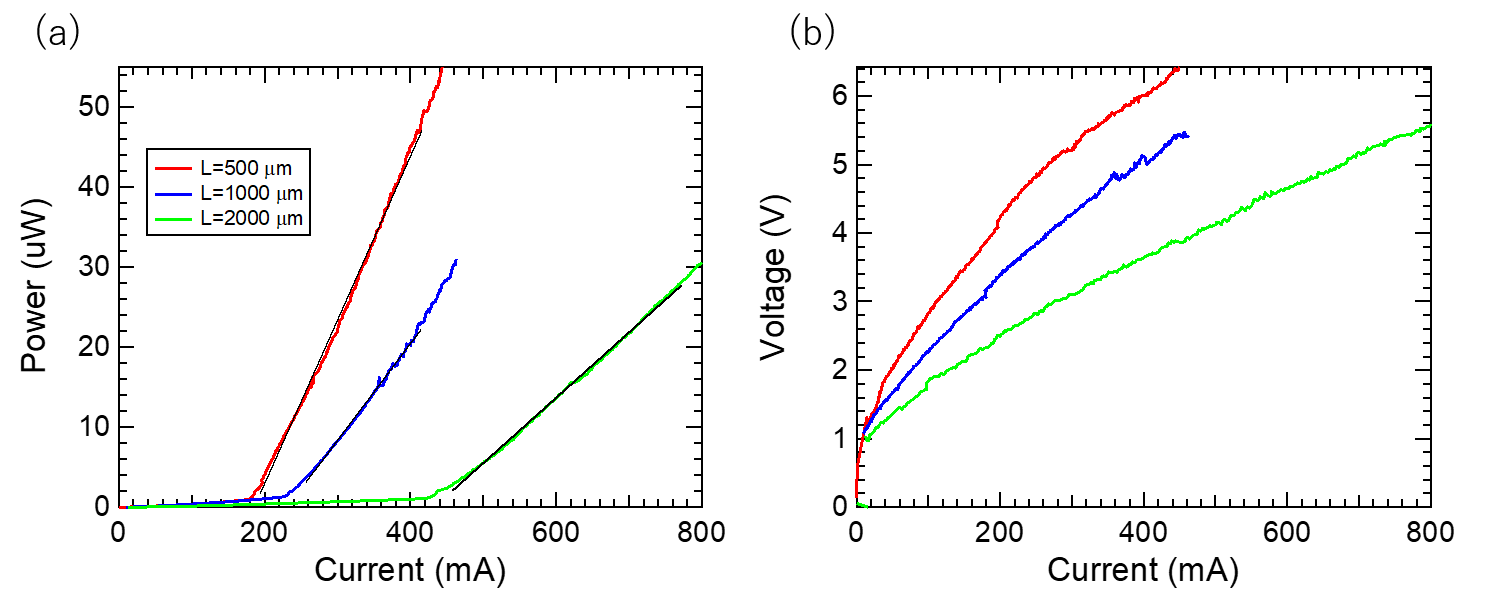 (a)
50
40
30
20
10
0
Power (uW)
L=500 μm
L=1000 μm
L=2000 μm
0 200 400 600 800
Current (mA)
(b)
6
5
4
3
2
1
0
Voltage (V)
0 200 400 600 800
Current (mA)